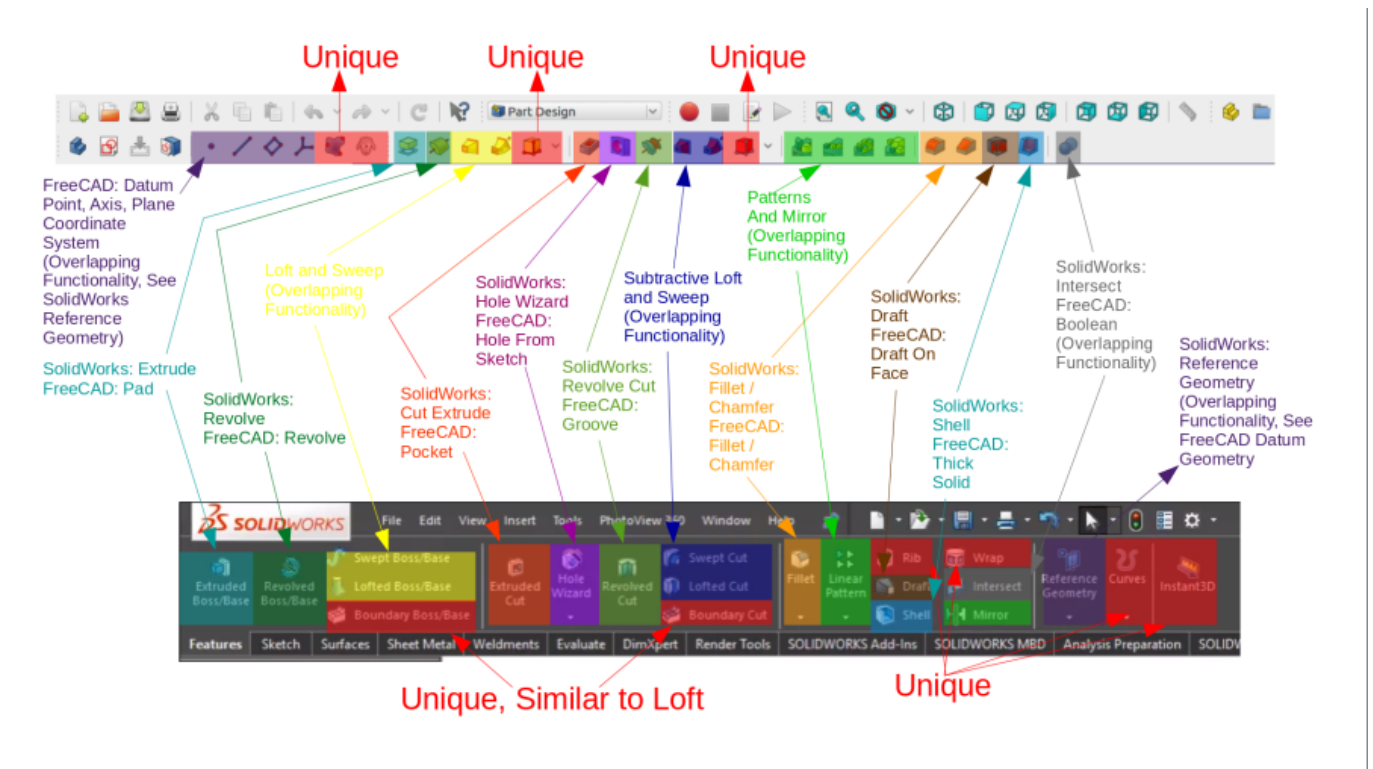 Unique
Unique
Unique
Part Design
FreeCAD: Datum
Point, Axis, Plane
Coordinate
System
(Overlapping
Functionality, See
SolidWorks
Reference
Geometry)
SolidWorks: Extrude
FreeCAD: Pad
SolidWorks:
Revolve
FreeCAD: Revolve
Loft and Sweep
(Overlapping
Functionality)
SolidWorks:
Cut Extrude
FreeCAD:
Pocket
SolidWorks:
Hole Wizard
FreeCAD:
Hole From
Sketch
SolidWorks:
Revolve Cut
FreeCAD:
Groove
Subtractive Loft
and Sweep
(Overlapping
Functionality)
Patterns
And Mirror
(Overlapping
Functionality)
SolidWorks:
Fillet /
Chamfer
FreeCAD:
Fillet /
Chamfer
SolidWorks:
Draft
FreeCAD:
Draft On
Face
SolidWorks:
Shell
FreeCAD:
Thick
Solid
SolidWorks:
Intersect
FreeCAD:
Boolean
(Overlapping
Functionality)
SolidWorks:
Reference
Geometry
(Overlapping
Functionality, See
FreeCAD Datum
Geometry
SOLIDWORKS File Edit View Insert Tools PhotoView 360 Window Help
Extruded
Boss/Base
Revolved
Boss/Base
Swept Boss/Base
Lofted Boss/Base
Boundary Boss/Base
Extruded
Cut
Hole
Wizard
Revolved
Cut
Swept Cut
Lofted Cut
Boundary Cut
Fillet
Linear
Pattern
Rib
Draft
Shell
Wrap
Intersect
Mirror
Reference
Geometry
Curves
Instant3D
Features Sketch Surfaces Sheet Metal Weldments Evaluate DimXpert Render Tools SOLIDWORKS Add-Ins SOLIDWORKS MBD Analysis Preparation SOLIDW
Unique, Similar to Loft
Unique